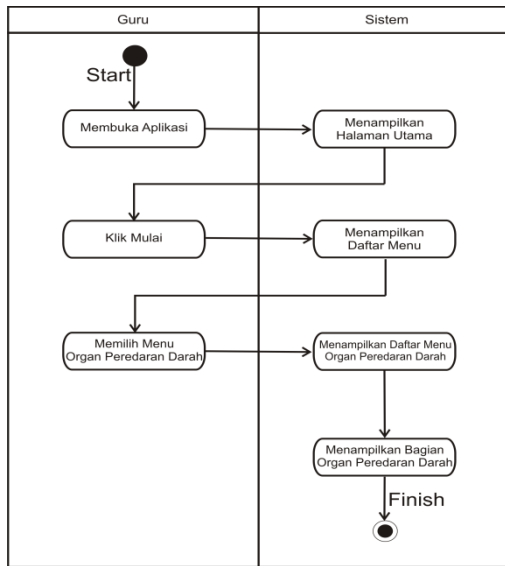 Guru
Sistem
Start
Membuka Aplikasi
Menampilkan
Halaman Utama
Klik Mulai
Menampilkan
Daftar Menu
Memilih Menu
Organ Peredaran Darah
Menampilkan Daftar Menu
Organ Peredaran Darah
Menampilkan Bagian
Organ Peredaran Darah
Finish